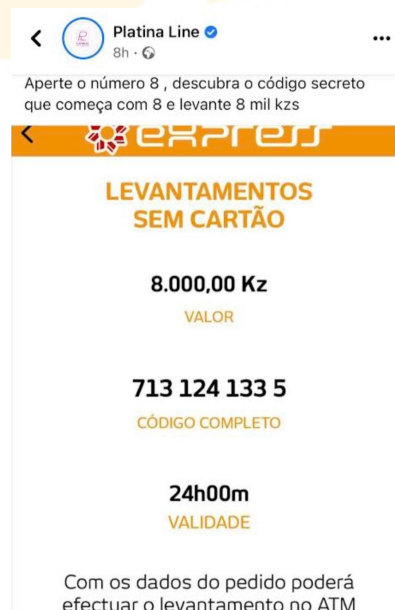 Platina Line
8h ·
Aperte o número 8 , descubra o código secreto
que começa com 8 e levante 8 mil kzs
express
LEVANTAMENTOS
SEM CARTÃO
8.000,00 Kz
VALOR
713 124 133 5
CÓDIGO COMPLETO
24h00m
VALIDADE
Com os dados do pedido poderá
efectuar o levantamento no ATM